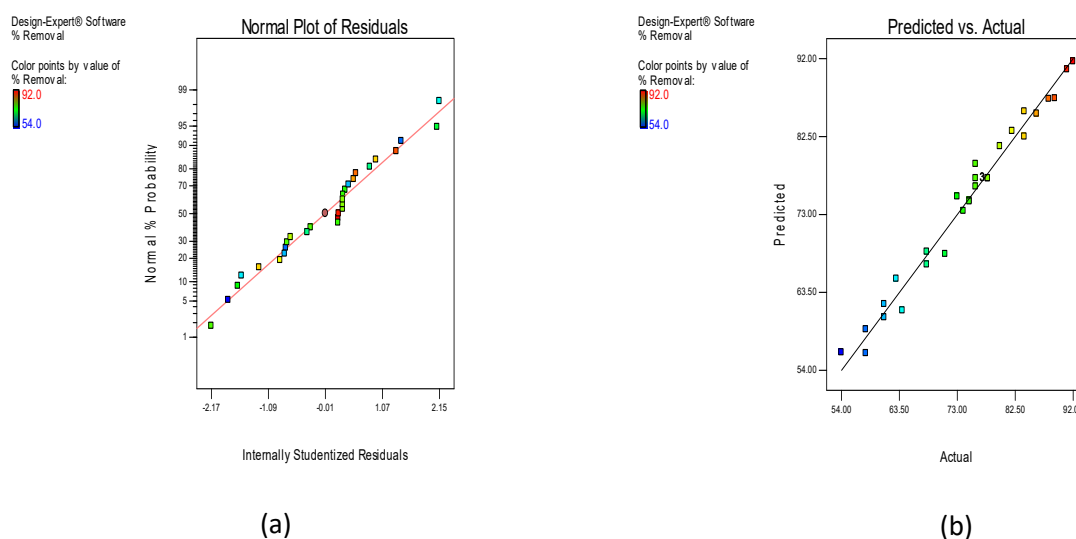 Design-Expert® Software
% Removal
Color points by value of
% Removal:
92.0
54.0
Normal Plot of Residuals
Normal % Probability
99
95
90
80
70
50
30
20
10
5
1
-2.17
-1.09
-0.01
1.07
2.15
Internally Studentized Residuals
(a)
Design-Expert® Software
% Removal
Color points by value of
% Removal:
92.0
54.0
Predicted vs. Actual
Predicted
92.00
82.50
73.00
63.50
54.00
3
54.00
63.50
73.00
82.50
92.0
Actual
(b)